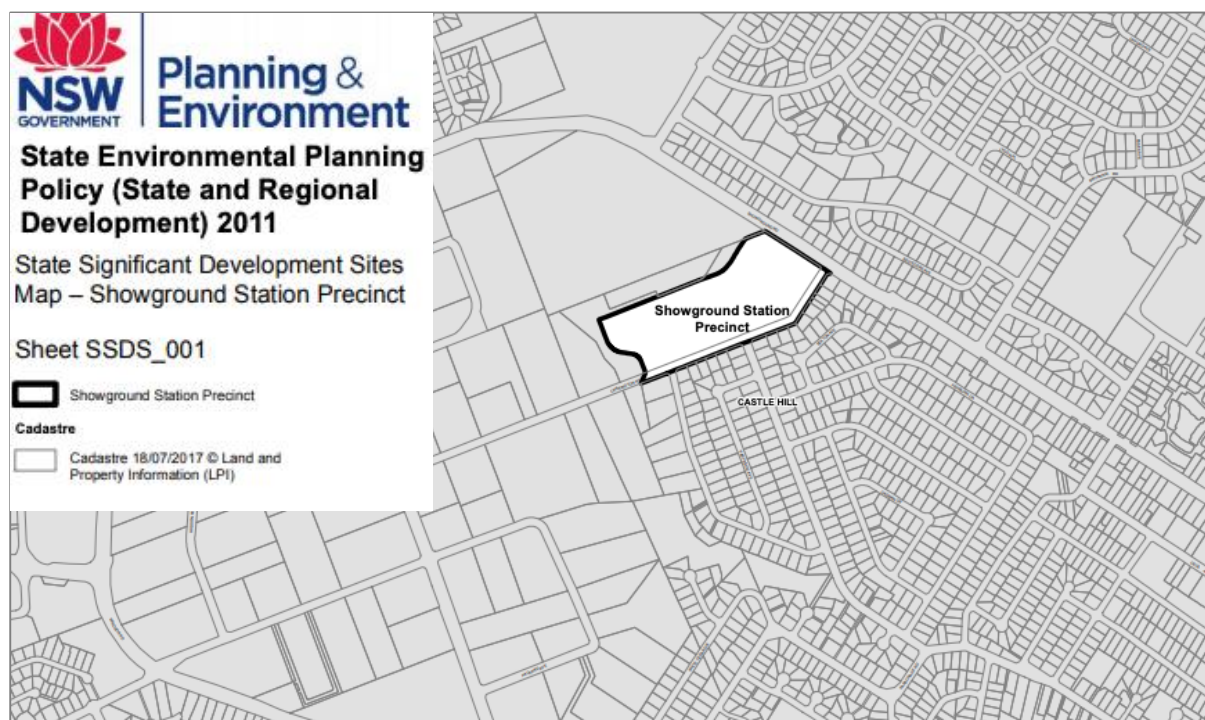 NSW
GOVERNMENT
Planning &
Environment
State Environmental Planning
Policy (State and Regional
Development) 2011
State Significant Development Sites
Map – Showground Station Precinct
Sheet SSDS_001
Showground Station Precinct
Cadastre
Cadastre 18/07/2017 © Land and
Property Information (LPI)
Showground Station
Precinct
CASTLE HILL